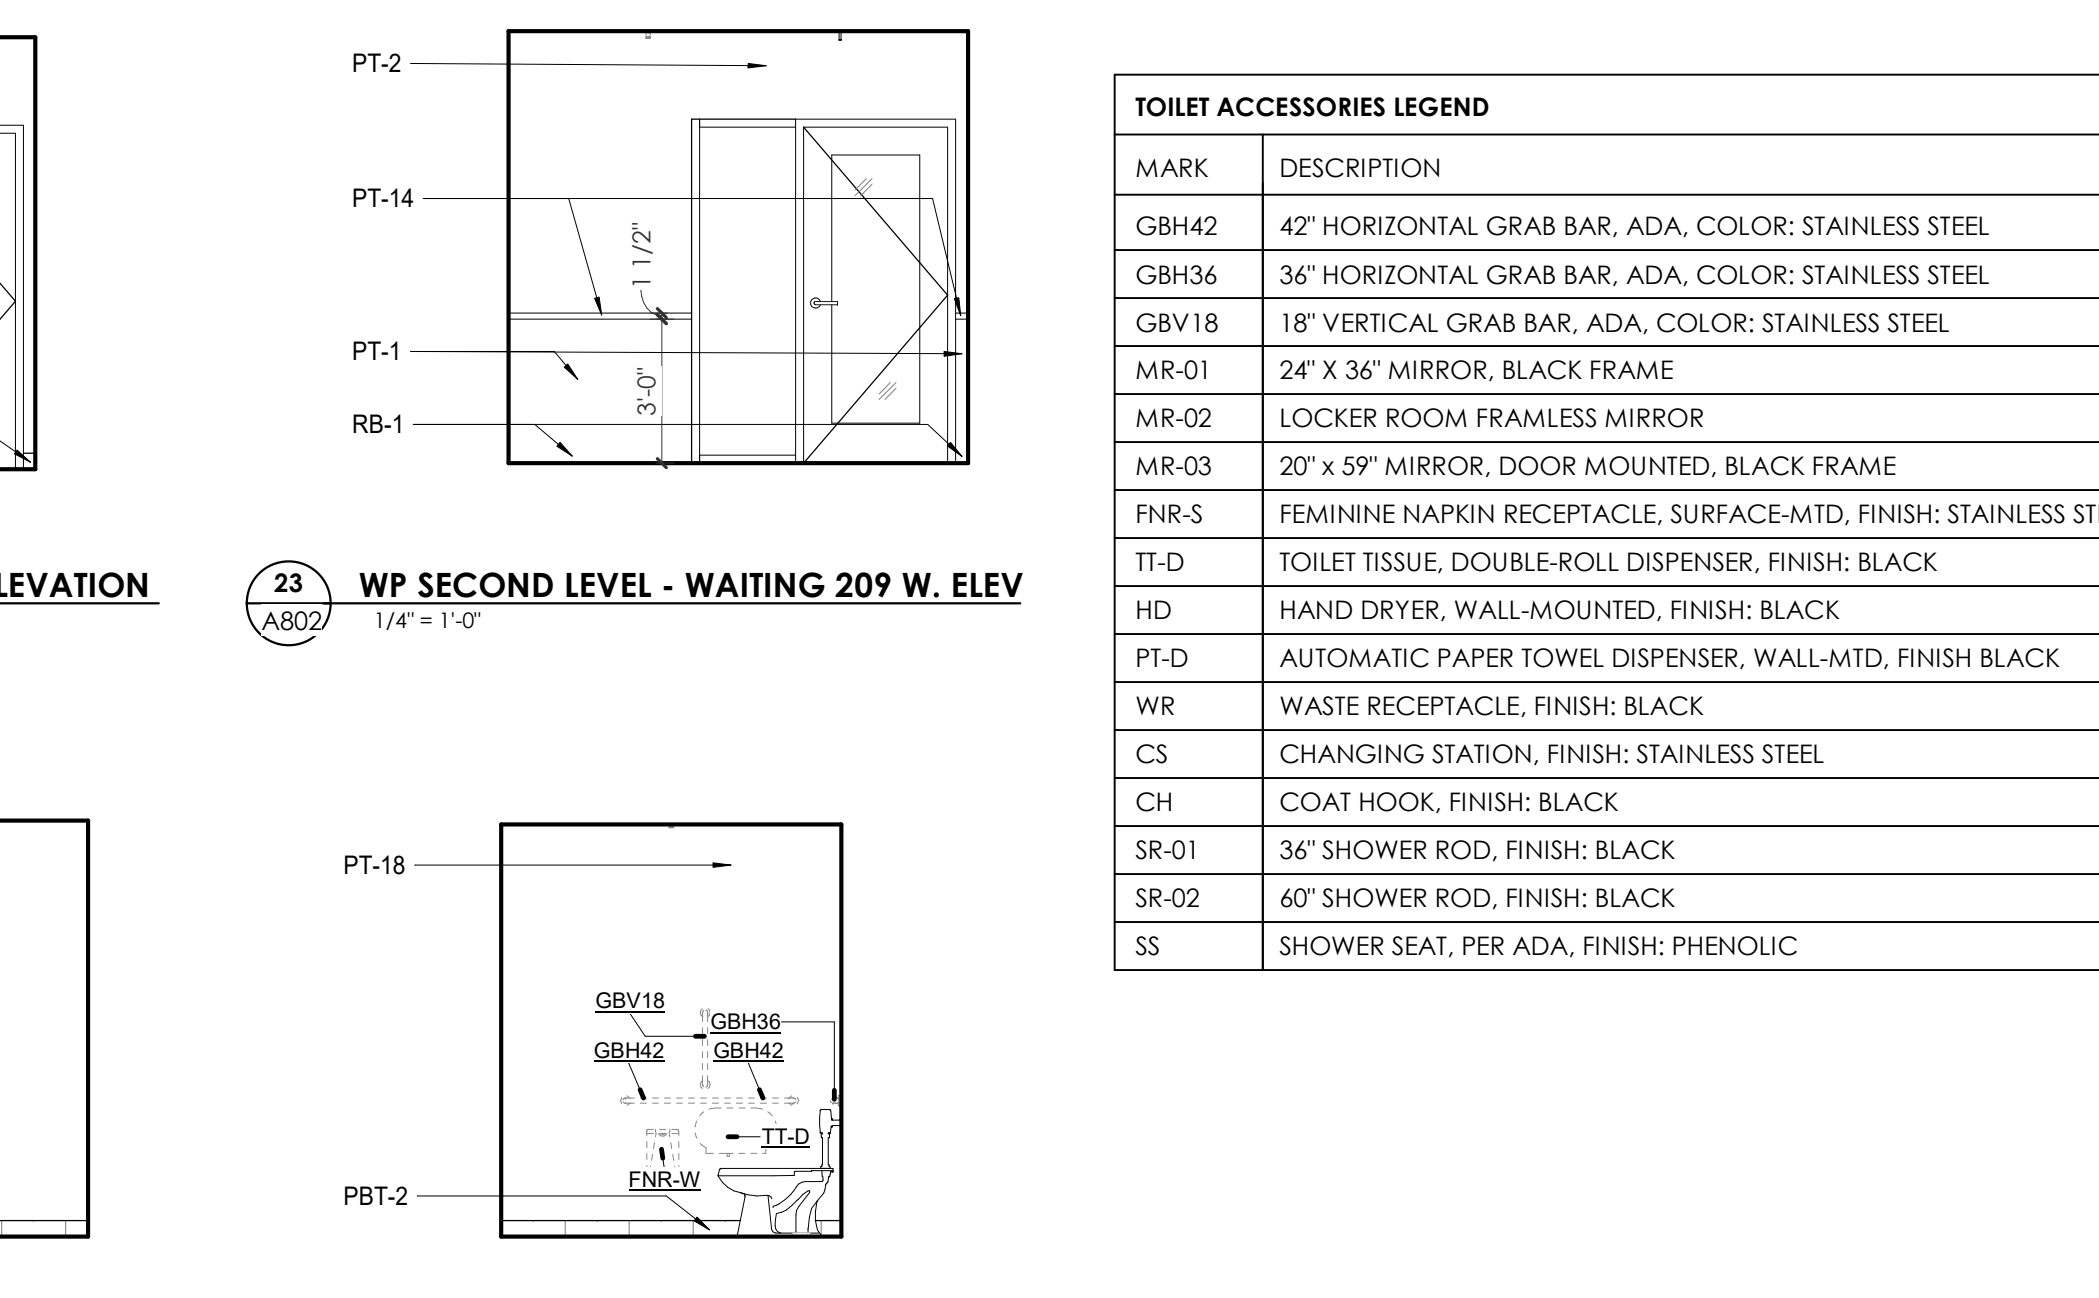 PT-2
PT-14
1 1/2"
PT-1
3'-0"
RB-1
LEVATION
23
A802
WP SECOND LEVEL - WAITING 209 W. ELEV
1/4" = 1'-0"
PT-18
GBV18
GBH36
GBH42
GBH42
TT-D
FNR-W
PBT-2
TOILET ACCESSORIES LEGEND
MARK DESCRIPTION
GBH42 42" HORIZONTAL GRAB BAR, ADA, COLOR: STAINLESS STEEL
GBH36 36" HORIZONTAL GRAB BAR, ADA, COLOR: STAINLESS STEEL
GBV18 18" VERTICAL GRAB BAR, ADA, COLOR: STAINLESS STEEL
MR-01 24" X 36" MIRROR, BLACK FRAME
MR-02 LOCKER ROOM FRAMLESS MIRROR
MR-03 20" x 59" MIRROR, DOOR MOUNTED, BLACK FRAME
FNR-S FEMININE NAPKIN RECEPTACLE, SURFACE-MTD, FINISH: STAINLESS ST
TT-D TOILET TISSUE, DOUBLE-ROLL DISPENSER, FINISH: BLACK
HD HAND DRYER, WALL-MOUNTED, FINISH: BLACK
PT-D AUTOMATIC PAPER TOWEL DISPENSER, WALL-MTD, FINISH BLACK
WR WASTE RECEPTACLE, FINISH: BLACK
CS CHANGING STATION, FINISH: STAINLESS STEEL
CH COAT HOOK, FINISH: BLACK
SR-01 36" SHOWER ROD, FINISH: BLACK
SR-02 60" SHOWER ROD, FINISH: BLACK
SS SHOWER SEAT, PER ADA, FINISH: PHENOLIC